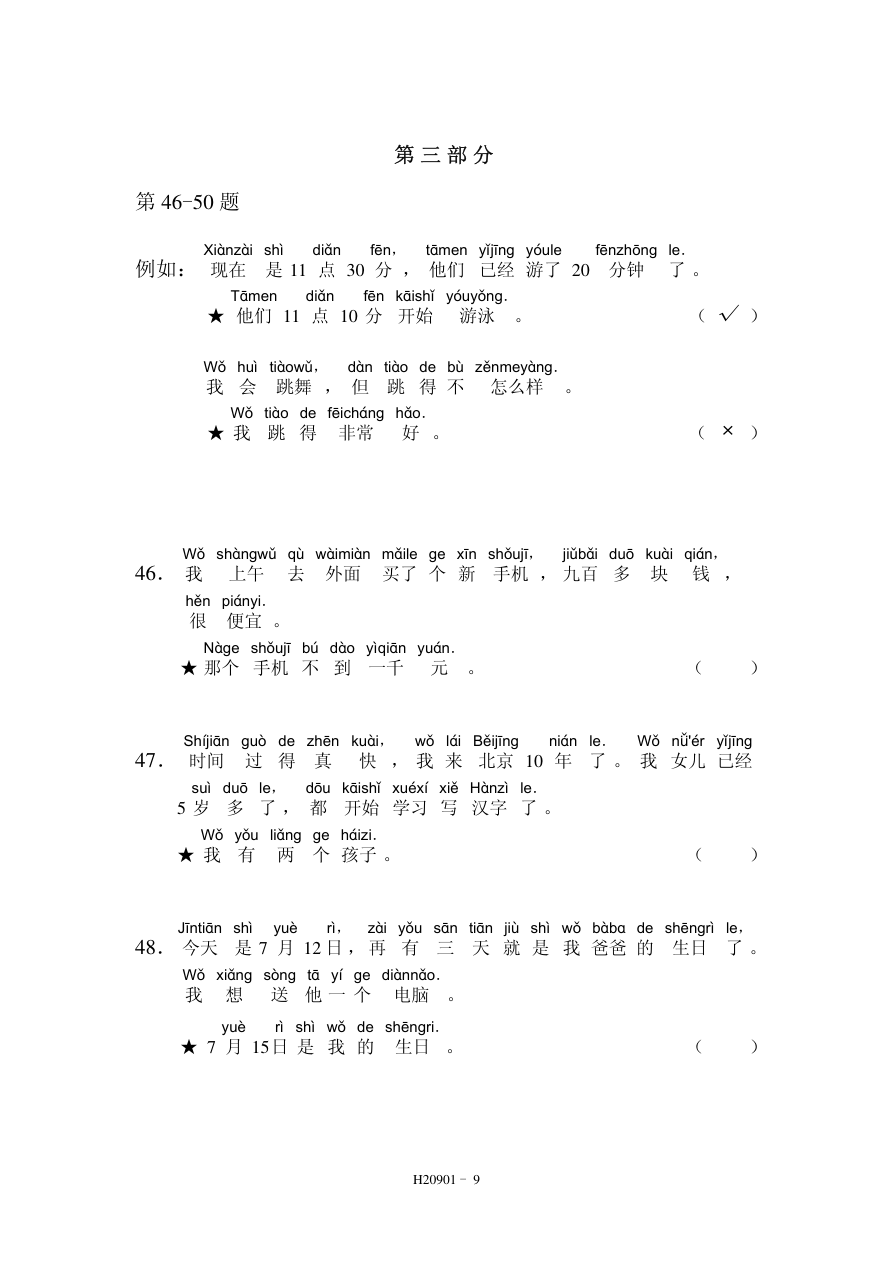 第三部分
第 46-50 题
Xiànzài shì diǎn fēn， tāmen yǐjīng yóule fēnzhōng le．
例如： 现在 是 11 点 30 分 ， 他们 已经 游了 20 分钟 了 。
Tāmen diǎn fēn kāishǐ yóuyǒng．
★ 他们 11 点 10 分 开始 游泳 。 （ √ ）
Wǒ huì tiàowǔ， dàn tiào de bù zěnmeyàng．
我 会 跳舞 ， 但 跳 得 不 怎么样 。
Wǒ tiào de fēicháng hǎo．
★ 我 跳 得 非常 好 。 （ × ）
Wǒ shàngwǔ qù wàimiàn mǎile ge xīn shǒujī， jiǔbǎi duō kuài qián，
46． 我 上午 去 外面 买了 个 新 手机 ， 九百 多 块 钱 ，
hěn piányi．
很 便宜 。
Nàge shǒujī bú dào yìqiān yuán．
★ 那个 手机 不 到 一千 元 。 （ ）
Shíjiān guò de zhēn kuài， wǒ lái Běijīng nián le． Wǒ nǚ'ér yǐjīng
47． 时间 过 得 真 快 ， 我 来 北京 10 年 了 。 我 女儿 已经
suì duō le， dōu kāishǐ xuéxí xiě Hànzì le．
5 岁 多 了 ， 都 开始 学习 写 汉字 了 。
Wǒ yǒu liǎng ge háizi．
★ 我 有 两 个 孩子 。 （ ）
Jīntiān shì yuè rì， zài yǒu sān tiān jiù shì wǒ bàba de shēngrì le，
48． 今天 是 7 月 12 日 ， 再 有 三 天 就 是 我 爸爸 的 生日 了 。
Wǒ xiǎng sòng tā yí ge diànnǎo．
我 想 送 他 一 个 电脑 。
yuè rì shì wǒ de shēngri．
★ 7 月 15日 是 我 的 生日 。 （ ）
H20901 - 9